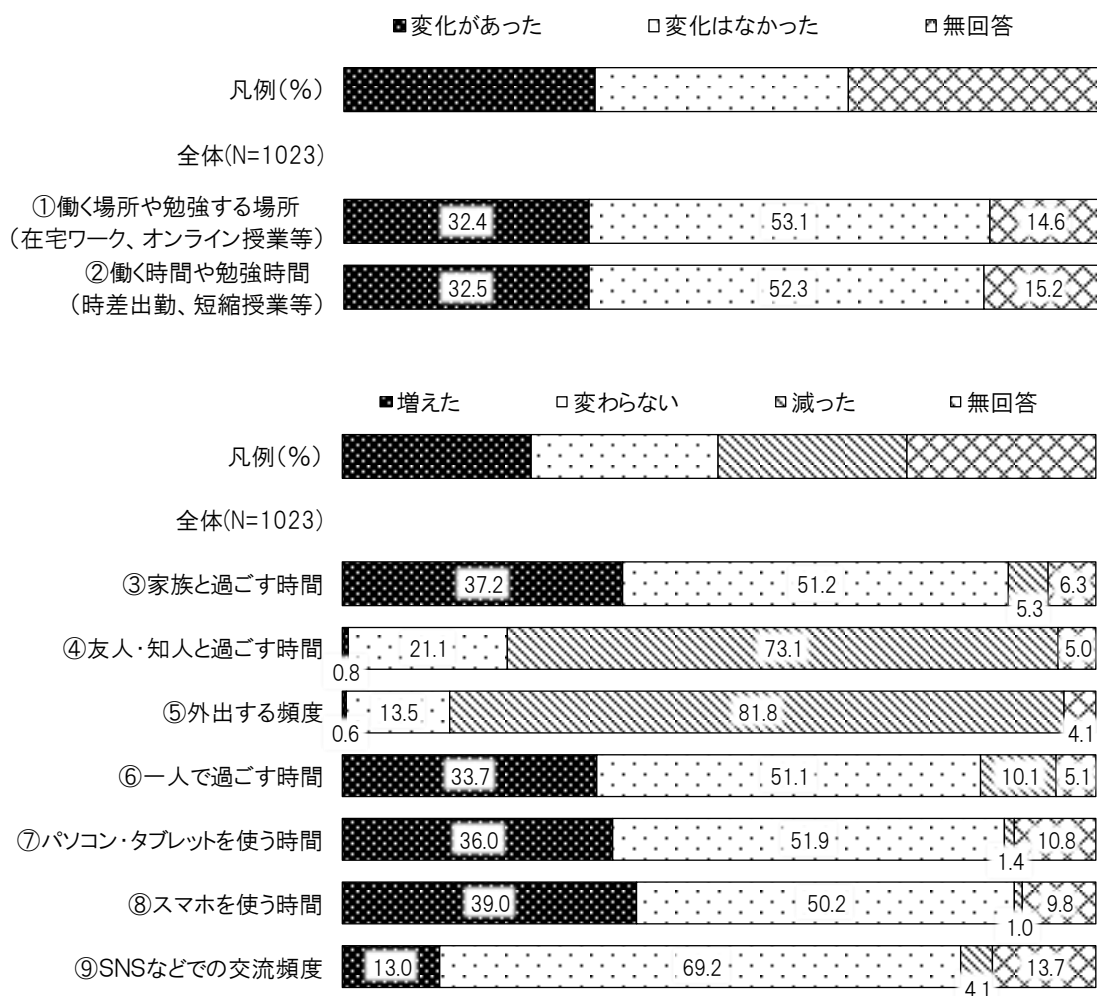 ■変化があった □変化はなかった 無回答
凡例(%)
全体(N=1023)
①働く場所や勉強する場所
(在宅ワーク、オンライン授業等)
32.4 53.1 14.6
②働く時間や勉強時間
(時差出勤、短縮授業等)
32.5 52.3 15.2
■増えた □変わらない 減った 無回答
凡例(%)
全体(N=1023)
③家族と過ごす時間 37.2 51.2 5.3 6.3
④友人・知人と過ごす時間 0.8 21.1 73.1 5.0
⑤外出する頻度 0.6 13.5 81.8 4.1
⑥一人で過ごす時間 33.7 51.1 10.1 5.1
⑦パソコン・タブレットを使う時間 36.0 51.9 1.4 10.8
⑧スマホを使う時間 39.0 50.2 1.0 9.8
⑨SNSなどでの交流頻度 13.0 69.2 4.1 13.7